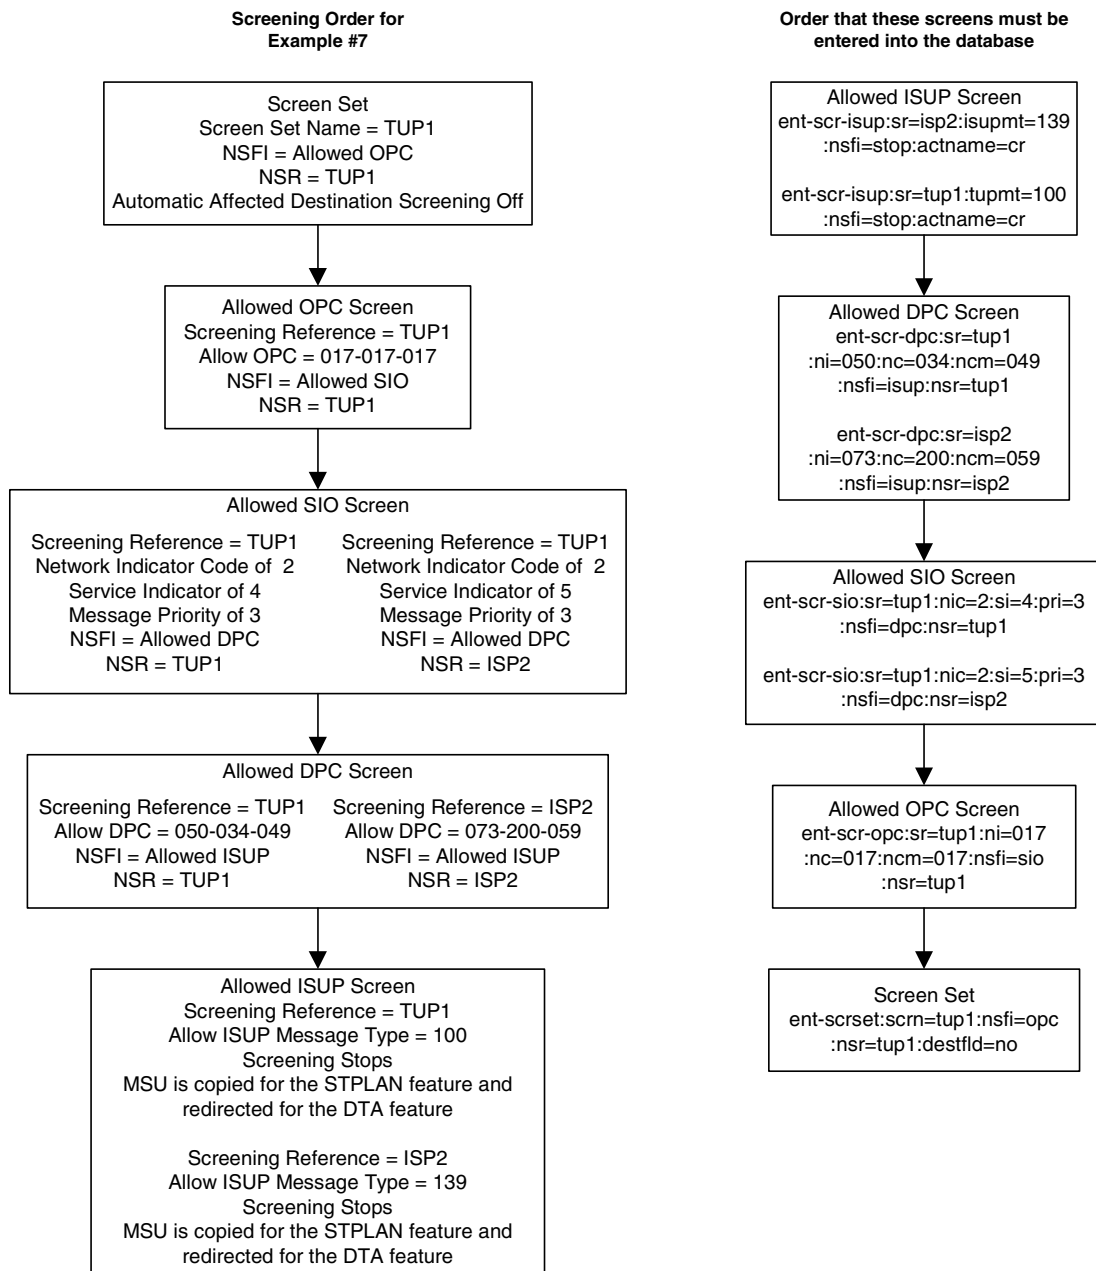 Screening Order for
Example #7
Screen Set
Screen Set Name = TUP1
NSFI = Allowed OPC
NSR = TUP1
Automatic Affected Destination Screening Off
Allowed OPC Screen
Screening Reference = TUP1
Allow OPC = 017-017-017
NSFI = Allowed SIO
NSR = TUP1
Allowed SIO Screen
Screening Reference = TUP1
Network Indicator Code of 2
Service Indicator of 4
Message Priority of 3
NSFI = Allowed DPC
NSR = TUP1
Screening Reference = TUP1
Network Indicator Code of 2
Service Indicator of 5
Message Priority of 3
NSFI = Allowed DPC
NSR = ISP2
Allowed DPC Screen
Screening Reference = TUP1
Allow DPC = 050-034-049
NSFI = Allowed ISUP
NSR = TUP1
Screening Reference = ISP2
Allow DPC = 073-200-059
NSFI = Allowed ISUP
NSR = ISP2
Allowed ISUP Screen
Screening Reference = TUP1
Allow ISUP Message Type = 100
Screening Stops
MSU is copied for the STPLAN feature and
redirected for the DTA feature
Screening Reference = ISP2
Allow ISUP Message Type = 139
Screening Stops
MSU is copied for the STPLAN feature and
redirected for the DTA feature
Order that these screens must be
entered into the database
Allowed ISUP Screen
ent-scr-isup:sr=isp2:isupmt=139
:nsfi=stop:actname=cr
ent-scr-isup:sr=tup1:tupmt=100
:nsfi=stop:actname=cr
Allowed DPC Screen
ent-scr-dpc:sr=tup1
:ni=050:nc=034:ncm=049
:nsfi=isup:nsr=tup1
ent-scr-dpc:sr=isp2
:ni=073:nc=200:ncm=059
:nsfi=isup:nsr=isp2
Allowed SIO Screen
ent-scr-sio:sr=tup1:nic=2:si=4:pri=3
:nsfi=dpc:nsr=tup1
ent-scr-sio:sr=tup1:nic=2:si=5:pri=3
:nsfi=dpc:nsr=isp2
Allowed OPC Screen
ent-scr-opc:sr=tup1:ni=017
:nc=017:ncm=017:nsfi=sio
:nsr=tup1
Screen Set
ent-scrset:scrn=tup1:nsfi=opc
:nsr=tup1:destfld=no